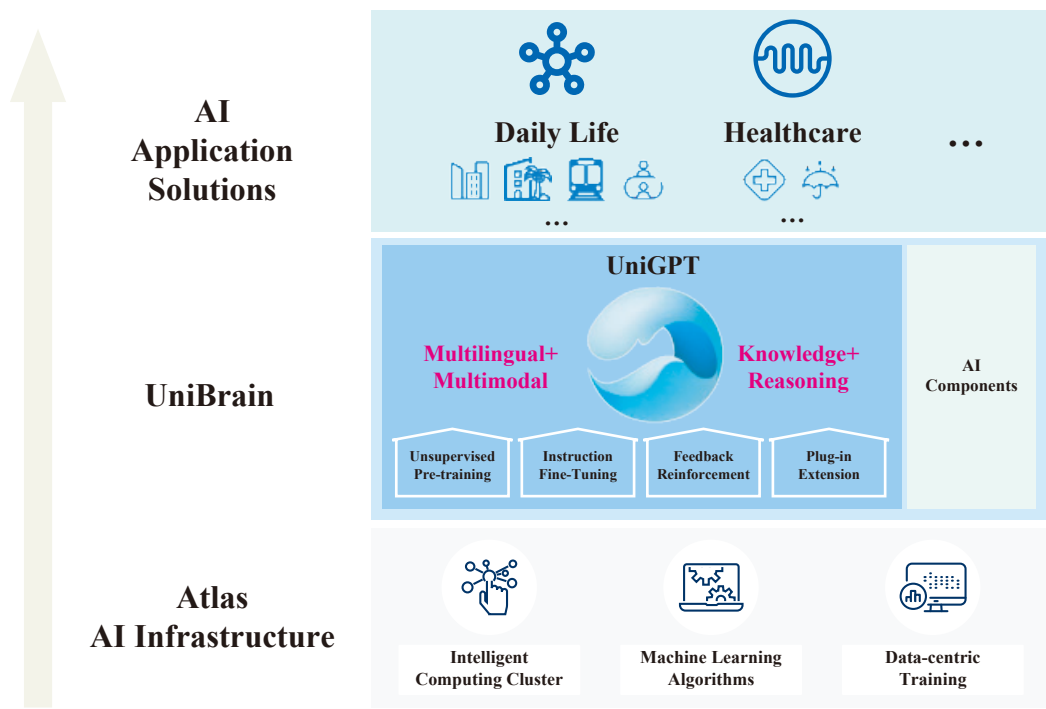 AI
Application
Solutions
Daily Life
Healthcare
...
...
...
UniBrain
UniGPT
Multilingual+
Multimodal
Knowledge+
Reasoning
Unsupervised
Pre-training
Instruction
Fine-Tuning
Feedback
Reinforcement
Plug-in
Extension
AI
Components
Atlas
AI Infrastructure
Intelligent
Computing Cluster
Machine Learning
Algorithms
Data-centric
Training